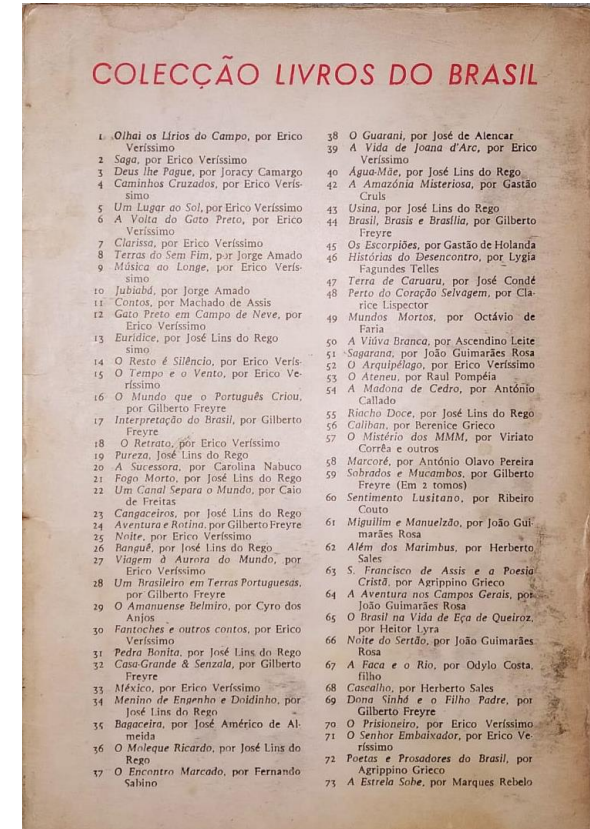 COLECÇÃO LIVROS DO BRASIL
1 Olhai os Lírios do Campo, por Erico
Veríssimo
2 Saga, por Erico Veríssimo
3 Deus lhe Pague, por Joracy Camargo
4 Caminhos Cruzados, por Erico Verís-
simo
5 Um Lugar ao Sol, por Erico Veríssimo
6 A Volta do Gato Preto, por Erico
Veríssimo
7 Clarissa, por Erico Veríssimo
8 Terras do Sem Fim, por Jorge Amado
9 Música ao Longe, por Erico Verís-
simo
10 Jubiabá, por Jorge Amado
11 Contos, por Machado de Assis
12 Gato Preto em Campo de Neve, por
Erico Veríssimo
13 Eurídice, por José Lins do Rego
simo
14 O Resto é Silêncio, por Erico Verís-
15 O Tempo e o Vento, por Erico Ve-
ríssimo
16 O Mundo que o Português Criou,
por Gilberto Freyre
17 Interpretação do Brasil, por Gilberto
Freyre
18 O Retrato, por Erico Veríssimo
19 Pureza, José Lins do Rego
20 A Sucessora, por Carolina Nabuco
21 Fogo Morto, por José Lins do Rego
22 Um Canal Separa o Mundo, por Caio
de Freitas
23 Cangaceiros, por José Lins do Rego
24 Aventura e Rotina, por Gilberto Freyre
25 Noite, por Erico Veríssimo
26 Banguê, por José Lins do Rego
27 Viagem à Aurora do Mundo, por
Erico Veríssimo
28 Um Brasileiro em Terras Portuguesas,
por Gilberto Freyre
29 O Amanuense Belmiro, por Cyro dos
Anjos
30 Fantoches e outros contos, por Erico
Veríssimo
31 Pedra Bonita, por José Lins do Rego
32 Casa-Grande & Senzala, por Gilberto
Freyre
33 México, por Erico Veríssimo
34 Menino de Engenho e Doidinho, por
José Lins do Rego
35 Bagaceira, por José Américo de Al-
meida
36 O Moleque Ricardo, por José Lins do
Rego
37 O Encontro Marcado, por Fernando
Sabino
38 O Guarani, por José de Alencar
39 A Vida de Joana d'Arc, por Erico
Veríssimo
40 Água-Mãe, por José Lins do Rego
42 A Amazónia Misteriosa, por Gastão
Cruls
43 Usina, por José Lins do Rego
44 Brasil, Brasis e Brasília, por Gilberto
Freyre
45 Os Escorpiões, por Gastão de Holanda
46 Histórias do Desencontro, por Lygia
Fagundes Telles
47 Terra de Caruaru, por José Condé
48 Perto do Coração Selvagem, por Cla-
rice Lispector
49 Mundos Mortos, por Octávio de
Faria
50 A Viúva Branca, por Ascendino Leite
51 Sagarana, por João Guimarães Rosa
52 O Arquipélago, por Erico Veríssimo
53 O Ateneu, por Raul Pompéia
54 A Madona de Cedro, por António
Callado
55 Riacho Doce, por José Lins do Rego
56 Caliban, por Berenice Grieco
57 O Mistério dos MMM, por Viriato
Corrêa e outros
58 Marcoré, por António Olavo Pereira
59 Sobrados e Mucambos, por Gilberto
Freyre (Em 2 tomos)
60 Sentimento Lusitano, por Ribeiro
Couto
61 Miguilim e Manuelzão, por João Gui-
marães Rosa
62 Além dos Marimbus, por Herberto
Sales
63 S. Francisco de Assis e a Poesia
Cristã, por Agrippino Grieco
64 A Aventura nos Campos Gerais, por
João Guimarães Rosa
65 O Brasil na Vida de Eça de Queiroz,
por Heitor Lyra
66 Noite do Sertão, por João Guimarães
Rosa
67 A Faca e o Rio, por Odylo Costa,
filho
68 Cascalho, por Herberto Sales
69 Dona Sinhá e o Filho Padre, por
Gilberto Freyre
70 O Prisioneiro, por Erico Veríssimo
71 O Senhor Embaixador, por Erico Ve-
ríssimo
72 Poetas e Prosadores do Brasil, por
Agrippino Grieco
73 A Estrela Sobe, por Marques Rebelo